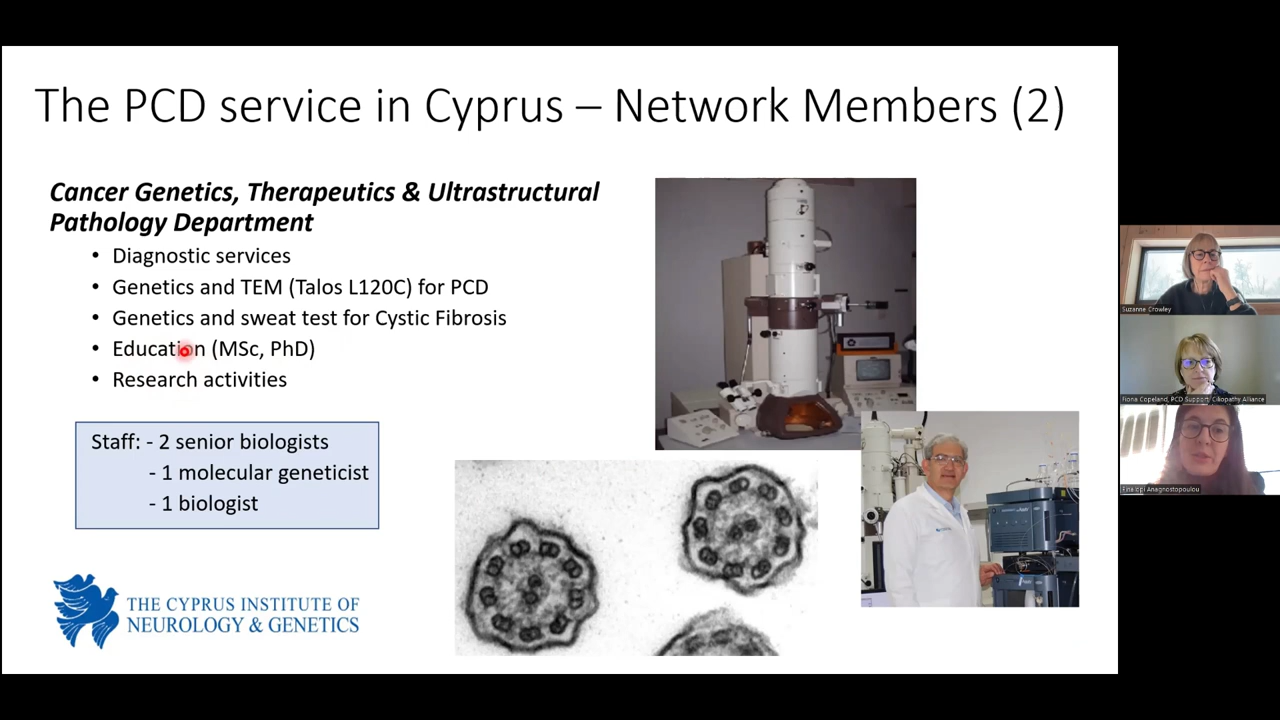 The PCD service in Cyprus – Network Members (2)
Cancer Genetics, Therapeutics & Ultrastructural
Pathology Department
• Diagnostic services
• Genetics and TEM (Talos L120C) for PCD
• Genetics and sweat test for Cystic Fibrosis
• Education (MSc, PhD)
• Research activities
Staff: - 2 senior biologists
- 1 molecular geneticist
- 1 biologist
THE CYPRUS INSTITUTE OF
NEUROLOGY & GENETICS
Suzanne Crowley
Fiona Copeland, PCD Support/ Ciliopathy Alliance
Pinelopi Anagnostopoulou